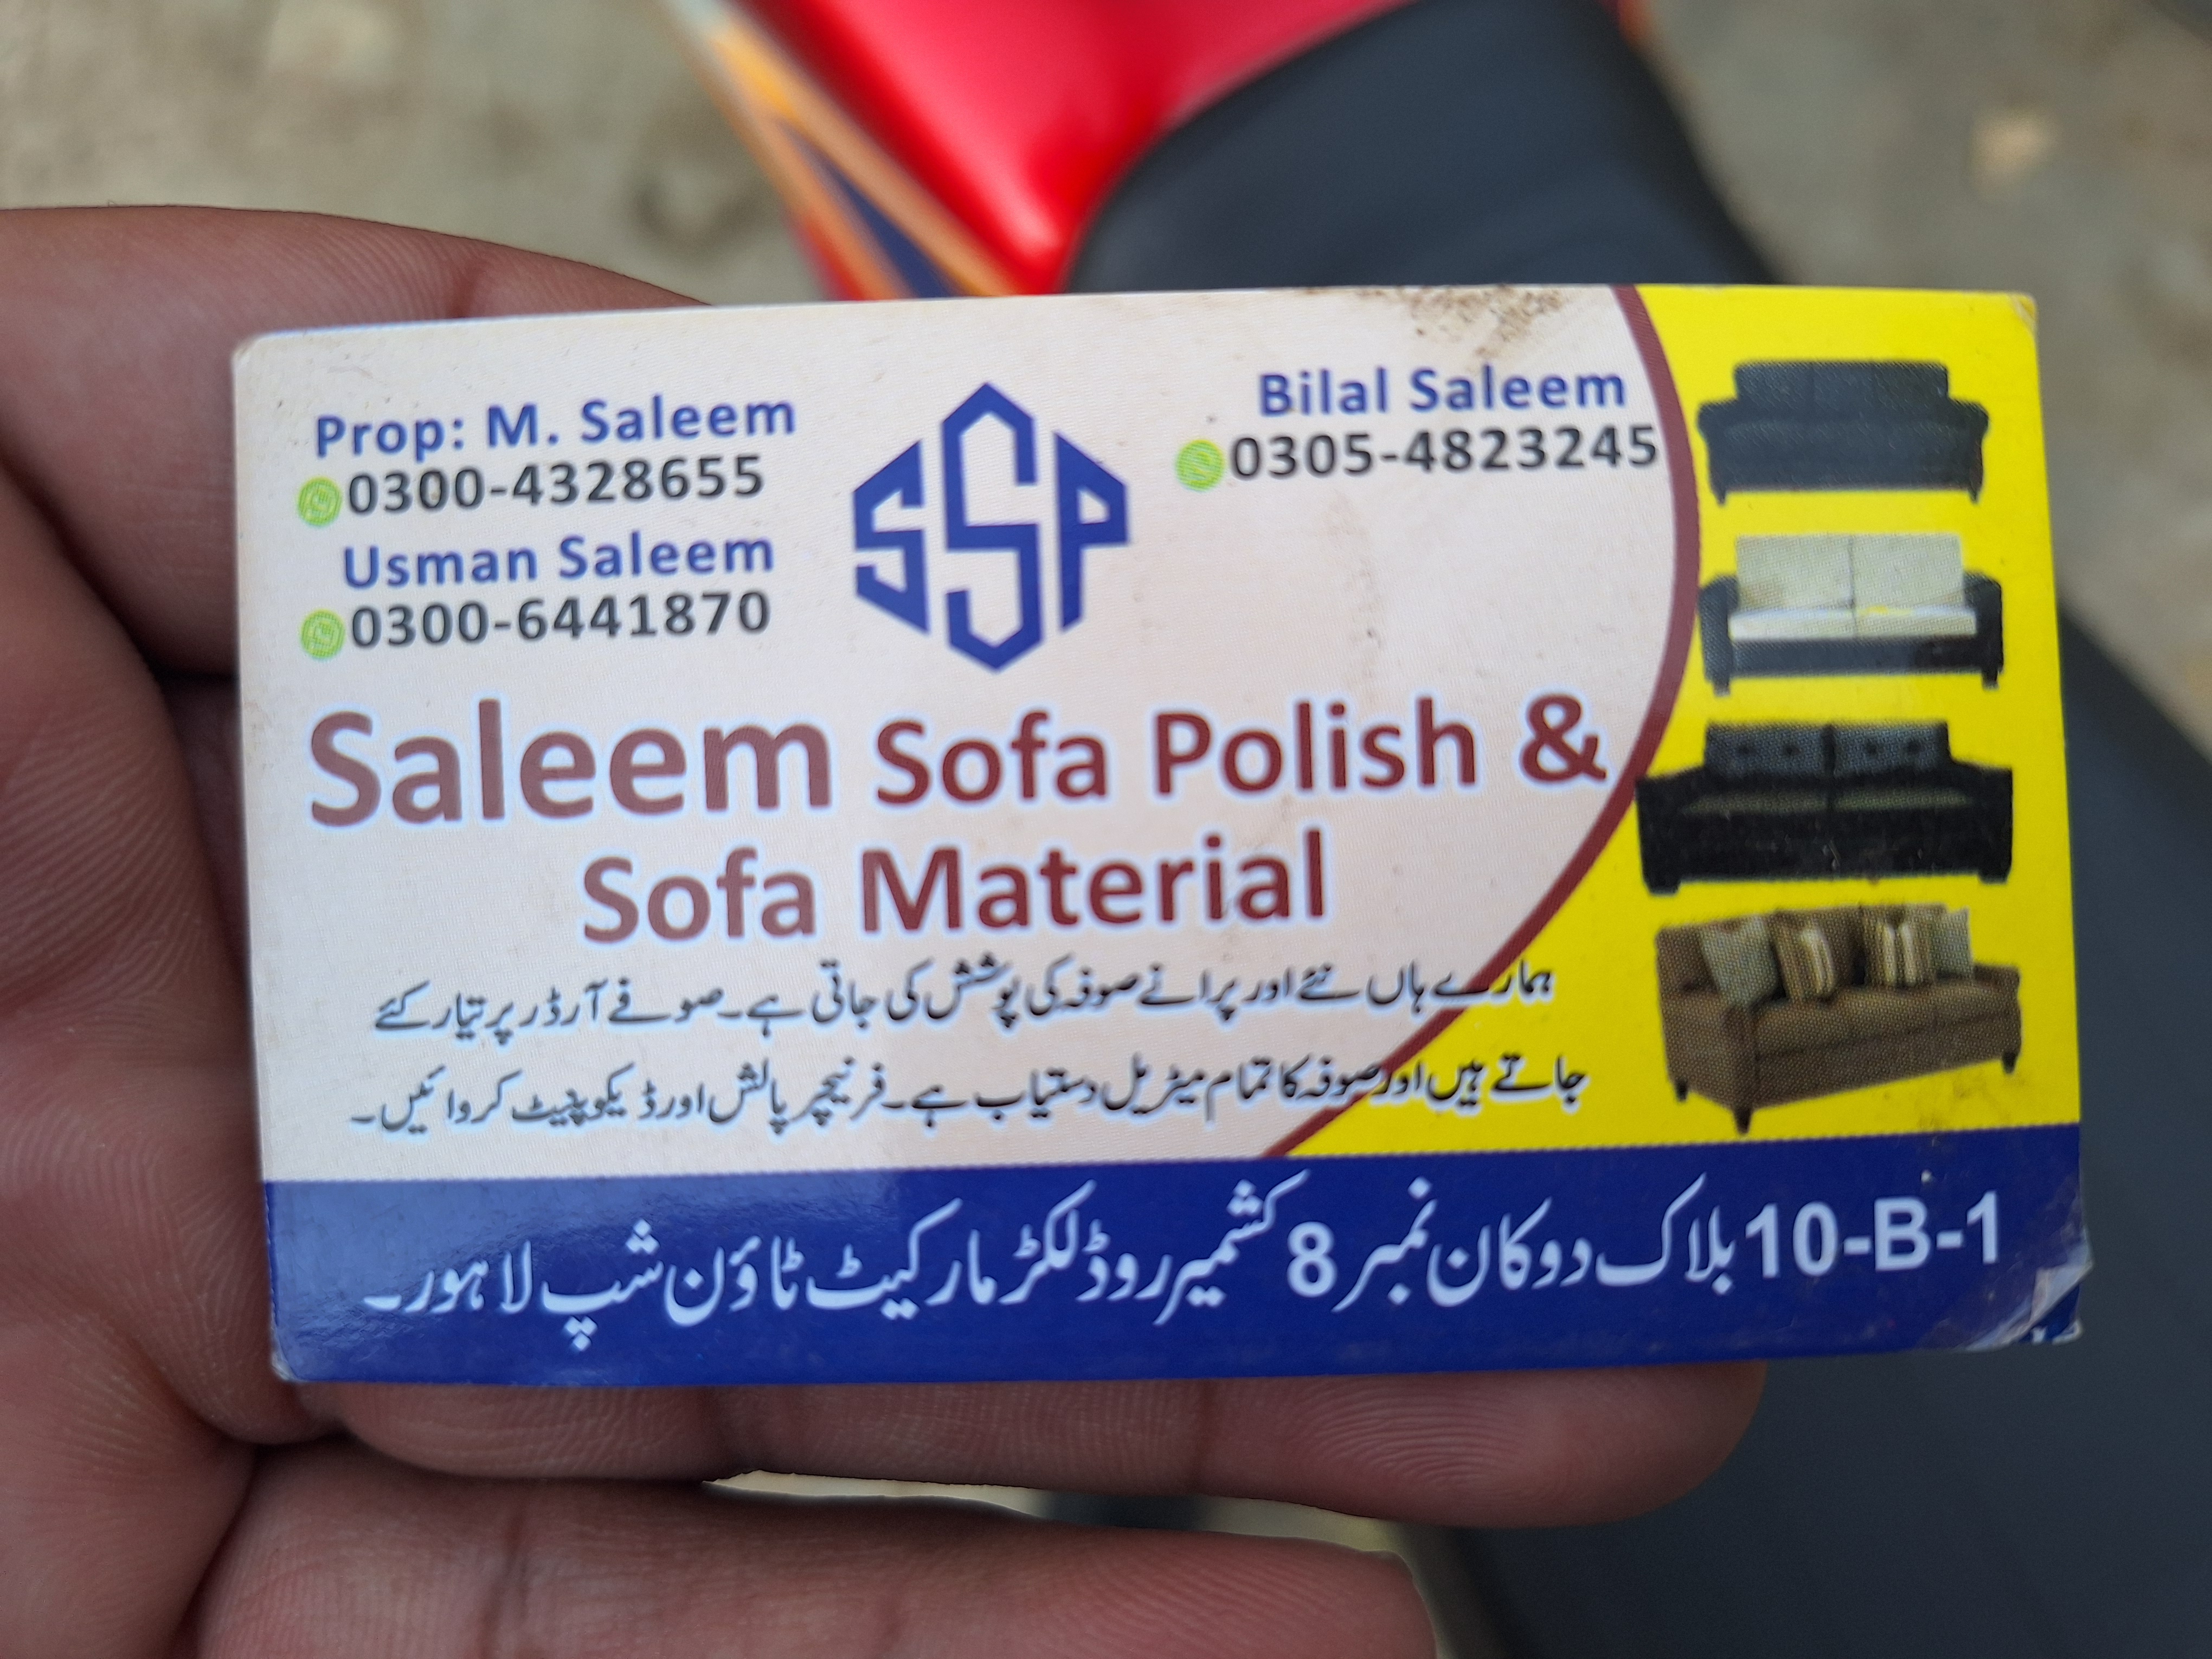 Prop: M. Saleem
0300-4328655
Usman Saleem
0300-6441870
SSP
Bilal Saleem
0305-4823245
Saleem Sofa Polish &
Sofa Material
ہمارے ہاں نئے اور پرانے صوفہ کی پوشش کی جاتی ہے۔ صوفے آرڈر پر تیار کئے
جاتے ہیں اور صوفہ کا تمام میٹریل دستیاب ہے۔ فرنیچر پالش اور ڈیکو پینٹ کروائیں۔
10-B-1 بلاک دوکان نمبر 8 کشمیر روڈ لکڑ مارکیٹ ٹاؤن شپ لاہور۔